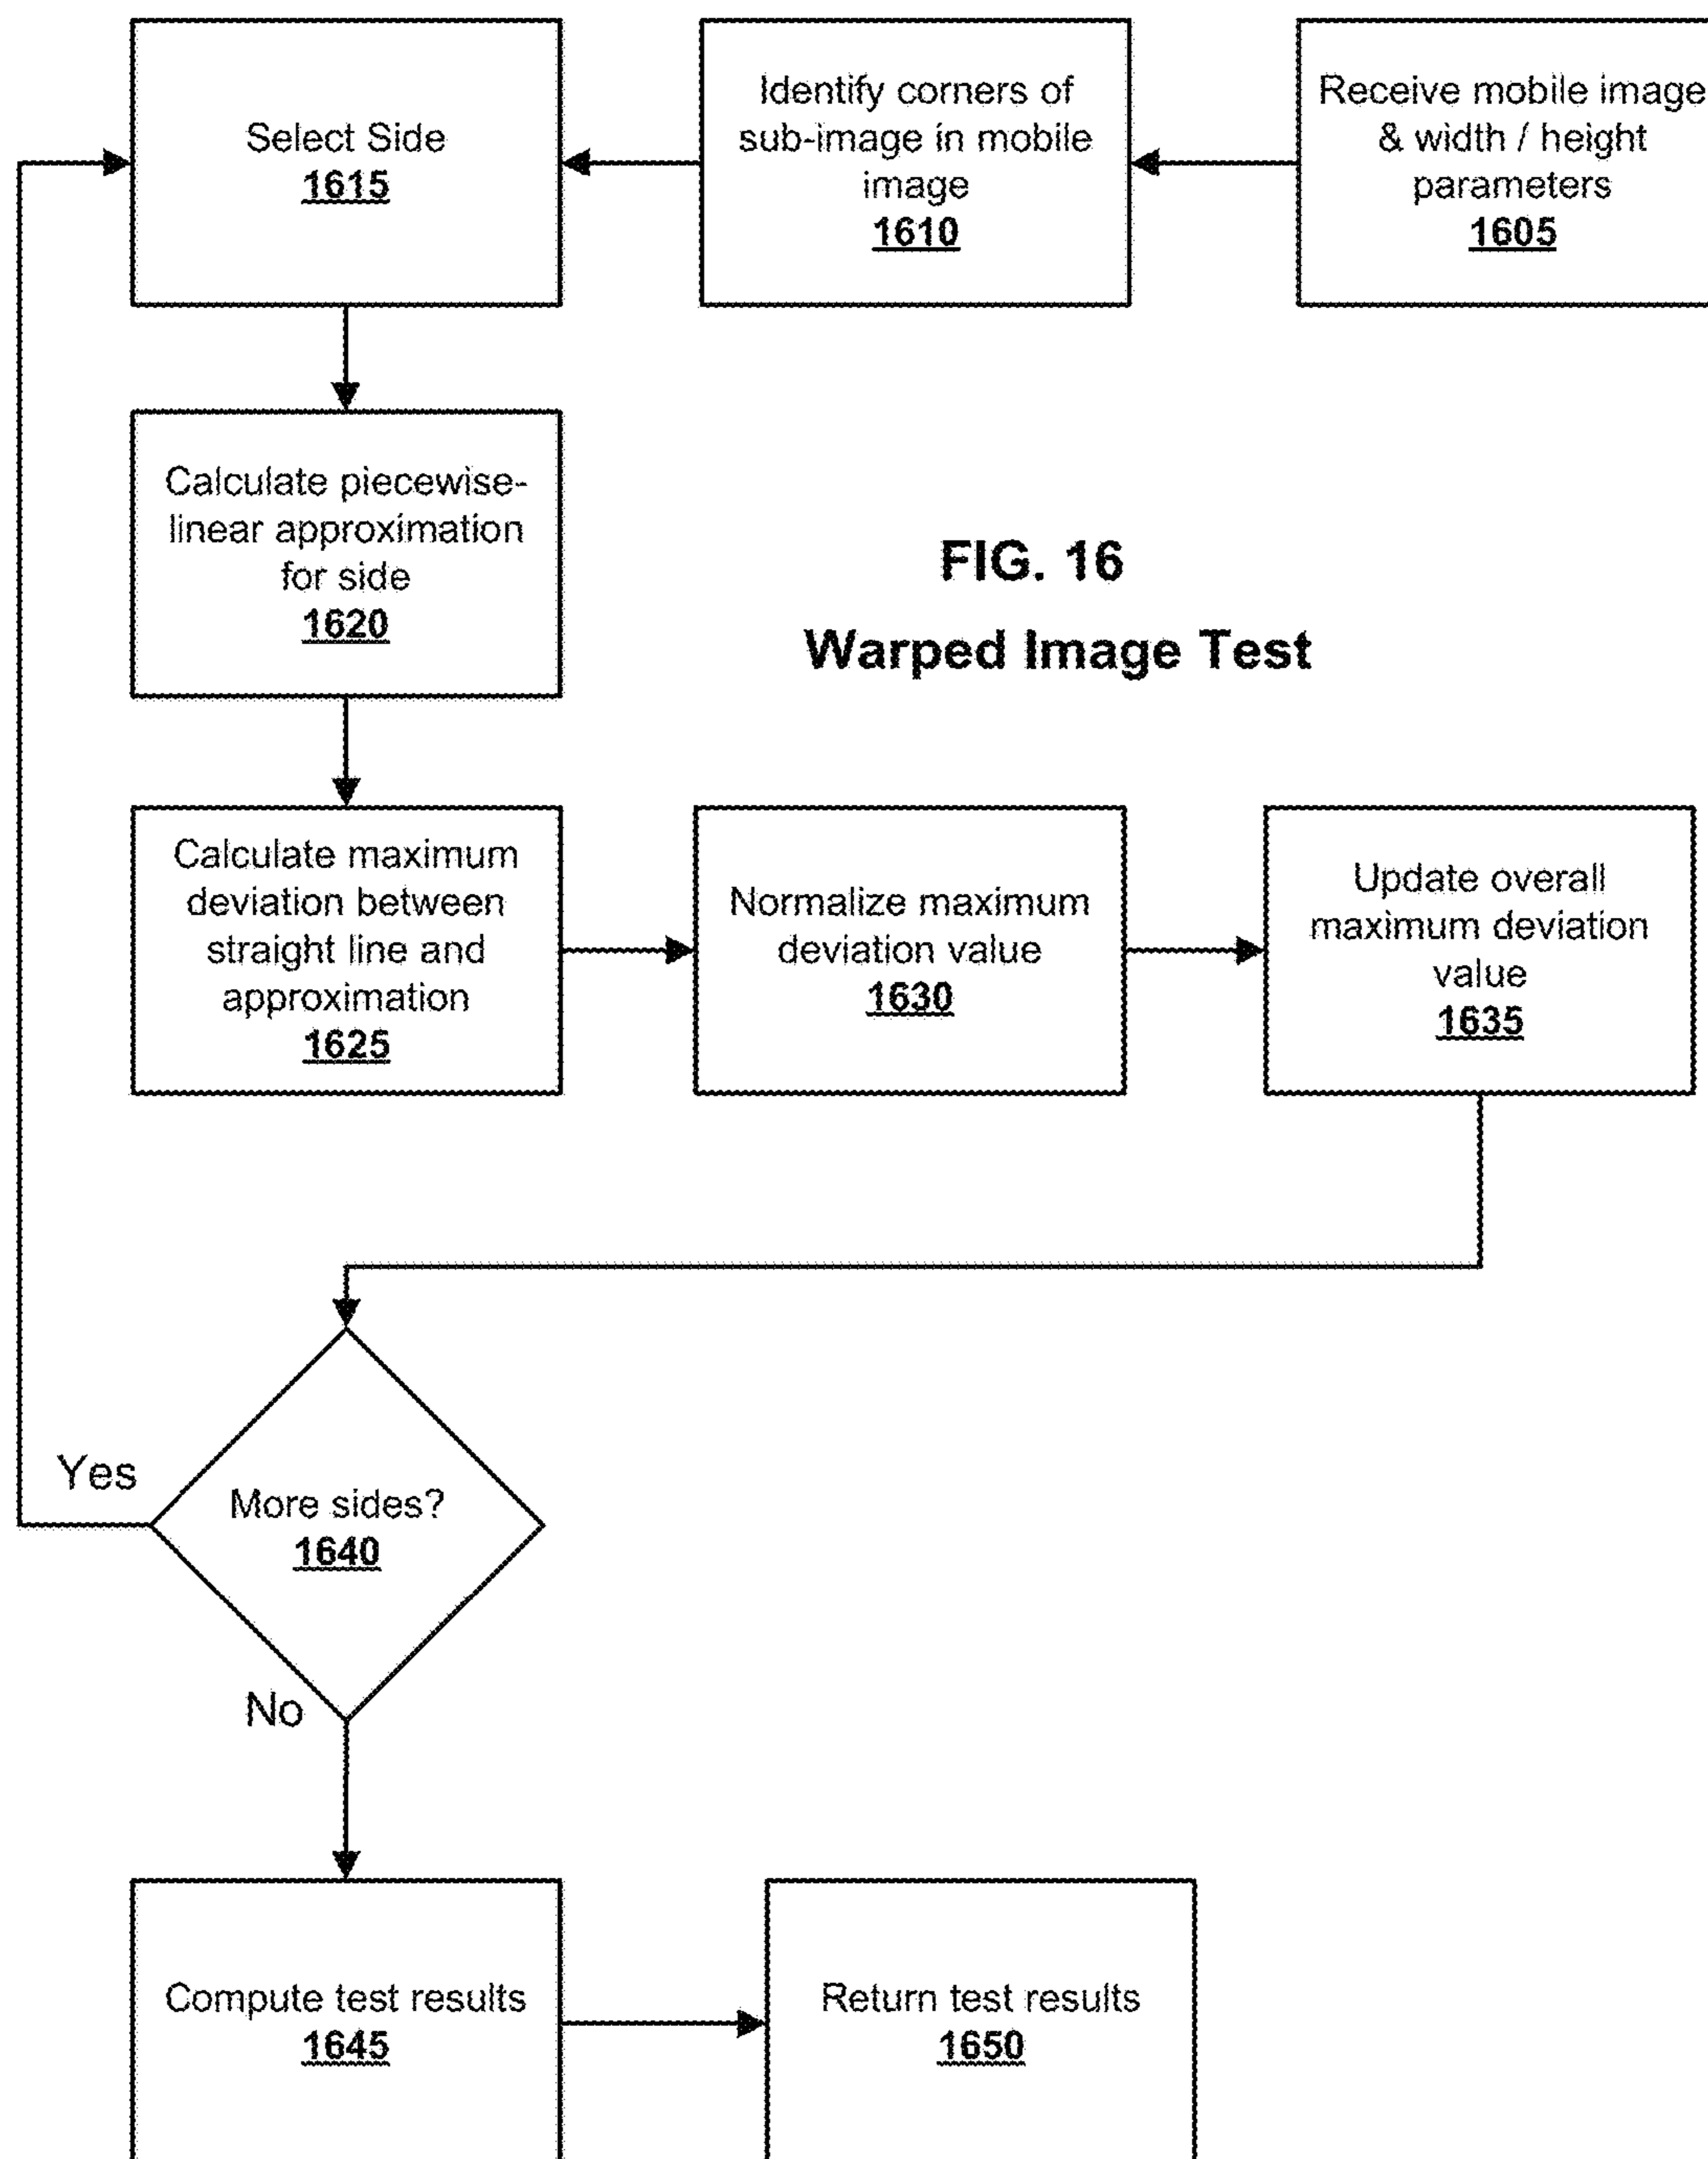 Select Side
1615
Identify corners of
sub-image in mobile
image
1610
Receive mobile image
& width / height
parameters
1605
Calculate piecewise-
linear approximation
for side
1620
FIG. 16
Warped Image Test
Calculate maximum
deviation between
straight line and
approximation
1625
Normalize maximum
deviation value
1630
Update overall
maximum deviation
value
1635
Yes
More sides?
1640
No
Compute test results
1645
Return test results
1650